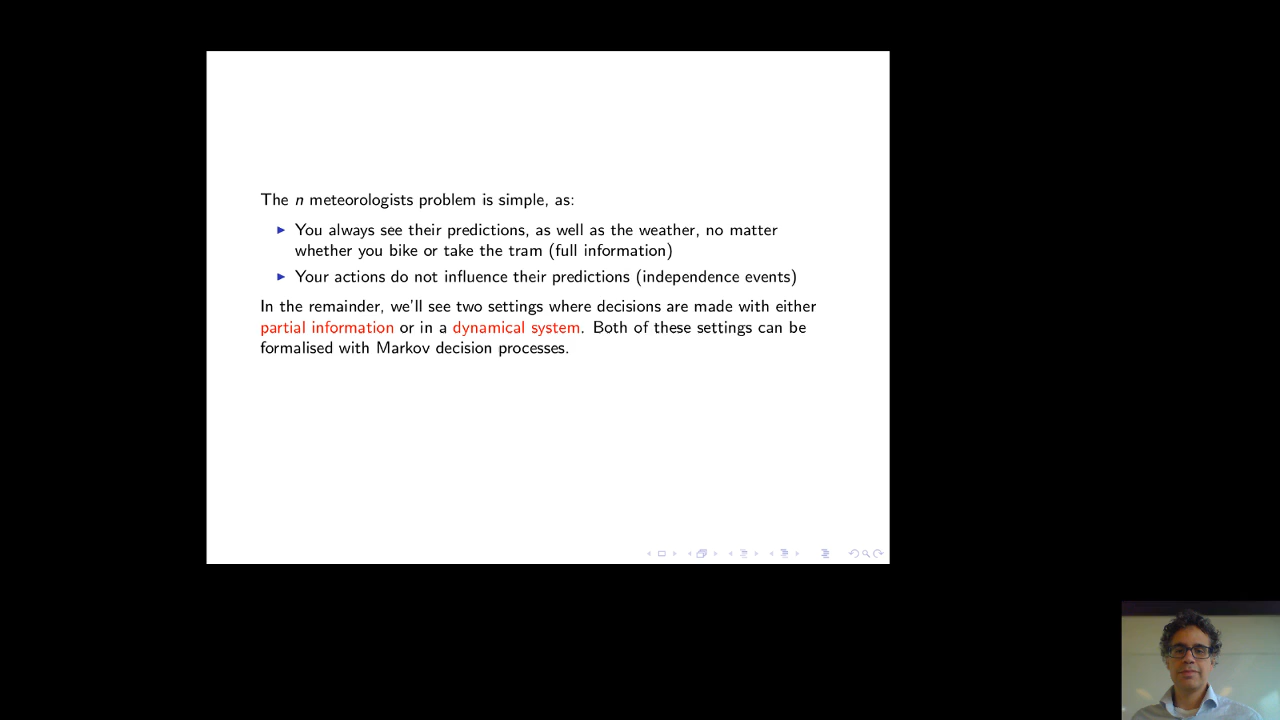 The n meteorologists problem is simple, as:
You always see their predictions, as well as the weather, no matter
whether you bike or take the tram (full information)
Your actions do not influence their predictions (independence events)
In the remainder, we'll see two settings where decisions are made with either
partial information or in a dynamical system. Both of these settings can be
formalised with Markov decision processes.